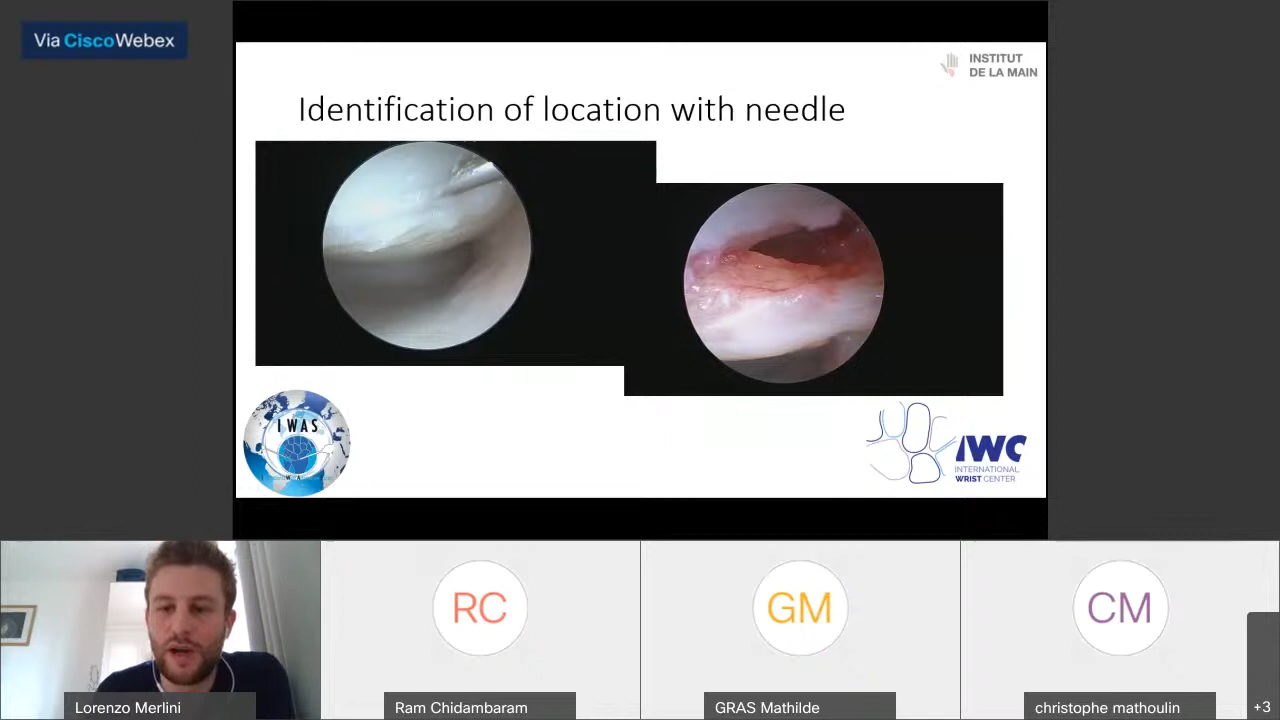 Via CiscoWebex
INSTITUT
DE LA MAIN
Identification of location with needle
IWAS
IWC
INTERNATIONAL
WRIST CENTER
RC
GM
CM
Lorenzo Merlini
Ram Chidambaram
GRAS Mathilde
christophe mathoulin
+3